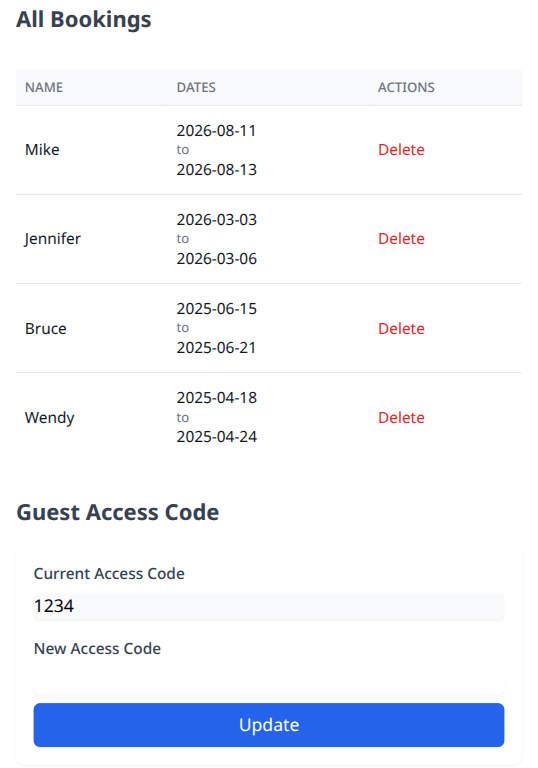 All Bookings
NAME DATES ACTIONS
2026-08-11
Mike to Delete
2026-08-13
2026-03-03
Jennifer to Delete
2026-03-06
2025-06-15
Bruce to Delete
2025-06-21
2025-04-18
Wendy to Delete
2025-04-24
Guest Access Code
Current Access Code
1234
New Access Code
Update